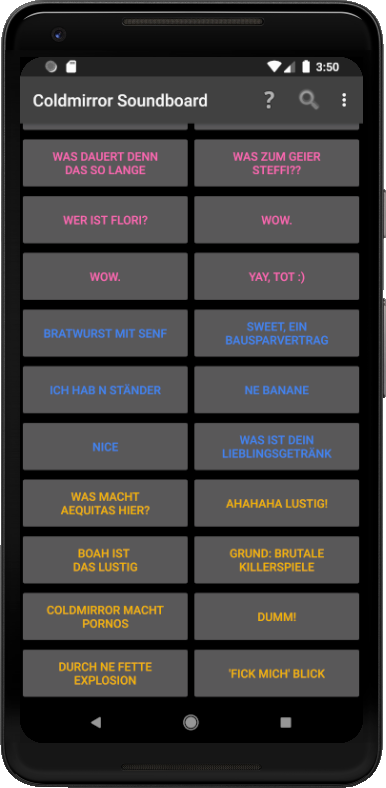 3:50
Coldmirror Soundboard ?
WAS DAUERT DENN
DAS SO LANGE
WAS ZUM GEIER
STEFFI??
WER IST FLORI?
WOW.
WOW.
YAY, TOT :)
BRATWURST MIT SENF
SWEET, EIN
BAUSPARVERTRAG
ICH HAB N STÄNDER
NE BANANE
NICE
WAS IST DEIN
LIEBLINGSGETRÄNK
WAS MACHT
AEQUITAS HIER?
AHAHAHA LUSTIG!
BOAH IST
DAS LUSTIG
GRUND: BRUTALE
KILLERSPIELE
COLDMIRROR MACHT
PORNOS
DUMM!
DURCH NE FETTE
EXPLOSION
'FICK MICH' BLICK